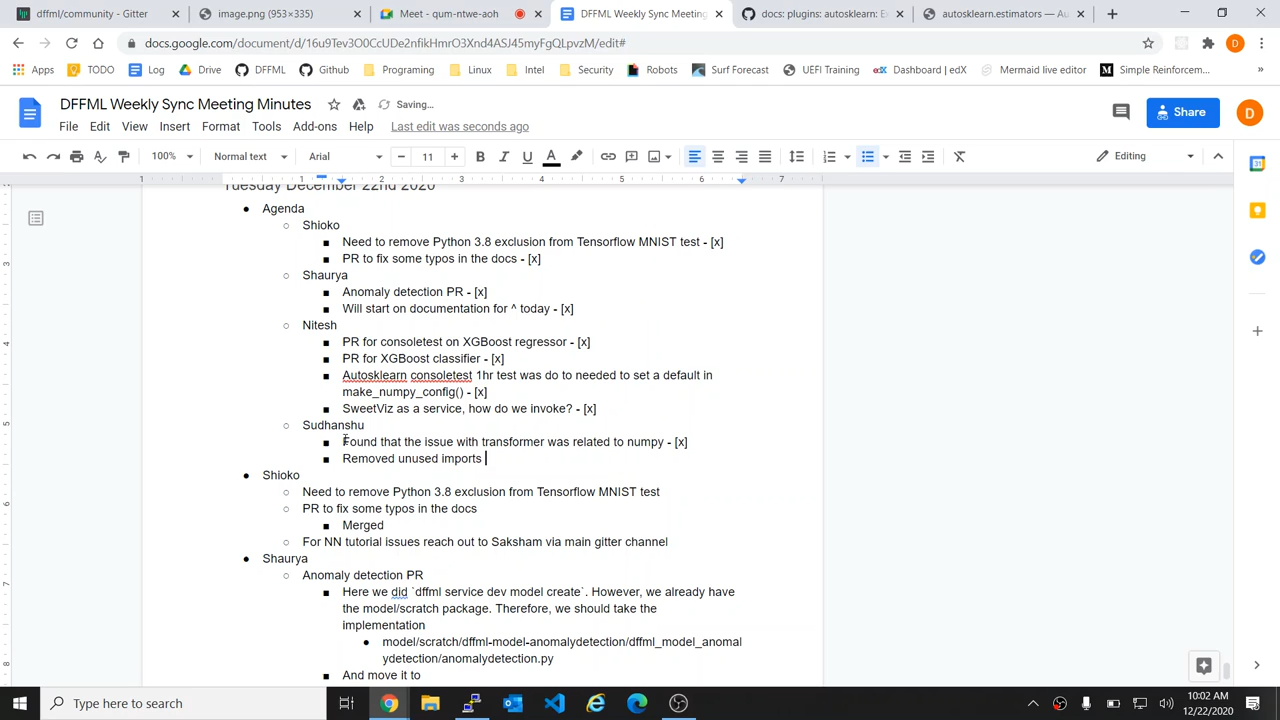 dffml/community - Gitter
image.png (953×335)
Meet - qum-ntwe-aoh
DFFML Weekly Sync Meeting
docs: plugins: autosklearn: E
autosklearn.estimators — Au
docs.google.com/document/d/16u9Tev3O0CcUDe2nfikHmrO3Xnd4ASJ45myFgQLpvzM/edit#
Apps TODO Log Drive DFFML Github Programing Linux Intel Security Robots Surf Forecast UEFI Training Dashboard | edX Mermaid live editor Simple Reinforcem... »
DFFML Weekly Sync Meeting Minutes Saving...
File Edit View Insert Format Tools Add-ons Help Last edit was seconds ago
Share
D
100% Normal text Arial 11 B I U A Editing
1 1 2 3 4 5 6 7
Tuesday December 22nd 2020
Agenda
Shioko
Need to remove Python 3.8 exclusion from Tensorflow MNIST test - [x]
PR to fix some typos in the docs - [x]
Shaurya
Anomaly detection PR - [x]
Will start on documentation for ^ today - [x]
Nitesh
PR for consoletest on XGBoost regressor - [x]
PR for XGBoost classifier - [x]
Autosklearn consoletest 1hr test was do to needed to set a default in
make_numpy_config() - [x]
SweetViz as a service, how do we invoke? - [x]
Sudhanshu
Found that the issue with transformer was related to numpy - [x]
Removed unused imports
Shioko
Need to remove Python 3.8 exclusion from Tensorflow MNIST test
PR to fix some typos in the docs
Merged
For NN tutorial issues reach out to Saksham via main gitter channel
Shaurya
Anomaly detection PR
Here we did `dffml service dev model create`. However, we already have
the model/scratch package. Therefore, we should take the
implementation
model/scratch/dffml-model-anomalydetection/dffml_model_anomal
ydetection/anomalydetection.py
And move it to
Type here to search
10:02 AM
12/22/2020